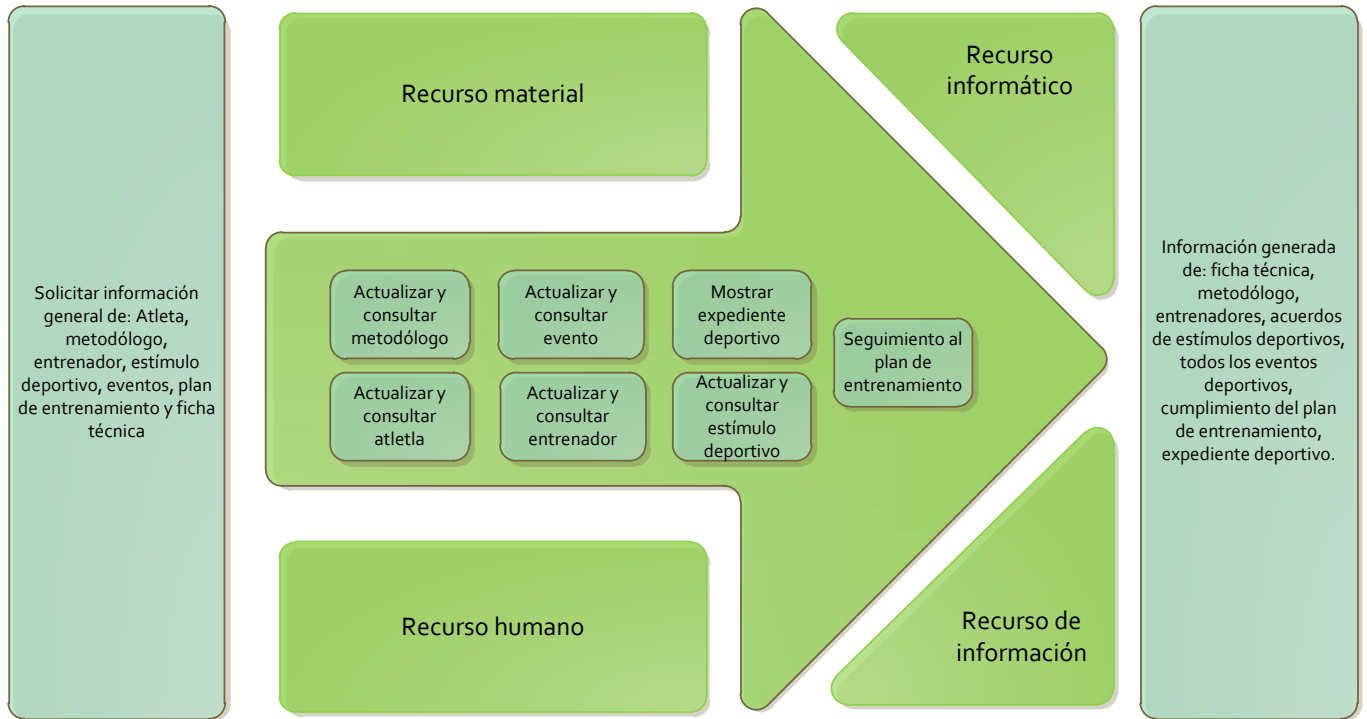 Solicitar información
general de: Atleta,
metodólogo,
entrenador, estímulo
deportivo, eventos, plan
de entrenamiento y ficha
técnica
Recurso material
Recurso
informático
Actualizar y
consultar
metodólogo
Actualizar y
consultar
evento
Mostrar
expediente
deportivo
Seguimiento al
plan de
entrenamiento
Actualizar y
consultar
atletla
Actualizar y
consultar
entrenador
Actualizar y
consultar
estímulo
deportivo
Recurso humano
Recurso de
información
Información generada
de: ficha técnica,
metodólogo,
entrenadores, acuerdos
de estímulos deportivos,
todos los eventos
deportivos,
cumplimiento del plan
de entrenamiento,
expediente deportivo.